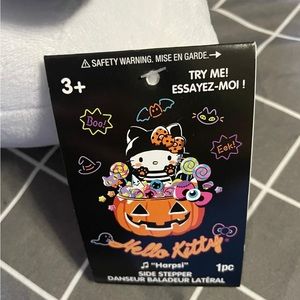 ⚠ SAFETY WARNING. MISE EN GARDE.
3+
TRY ME!
ESSAYEZ-MOI !
Boo!
Eek!
Hello Kitty
®
♫ "Harpsi"
1pc
SIDE STEPPER
DANSEUR BALADEUR LATÉRAL